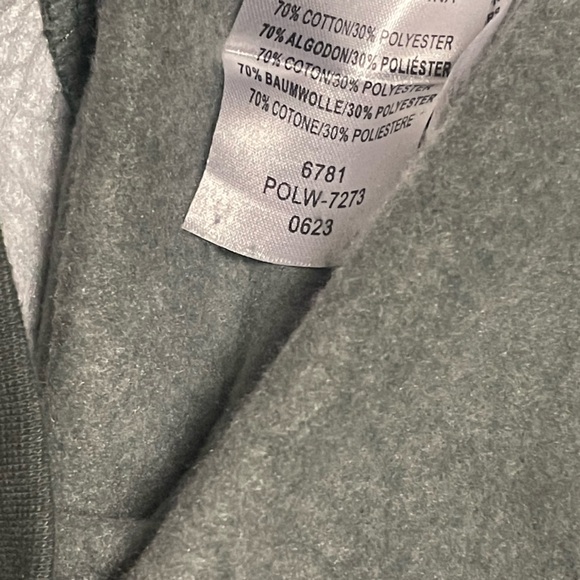 70% COTTON/30% POLYESTER
70% ALGODON/30% POLIÉSTER
70% COTON/30% POLYESTER
70% BAUMWOLLE/30% POLYESTER
70% COTONE/30% POLIESTERE
6781
POLW-7273
0623